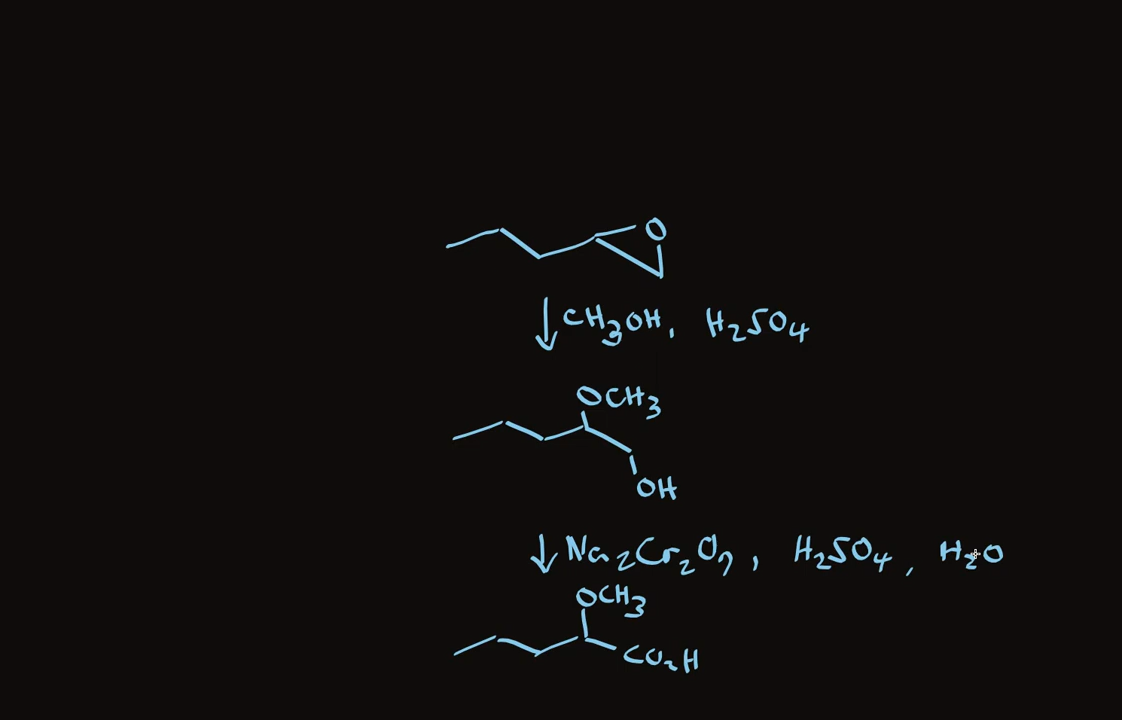 O
CH3OH, H2SO4
OCH3
OH
Na2Cr2O7, H2SO4, H2O
OCH3
CO2H